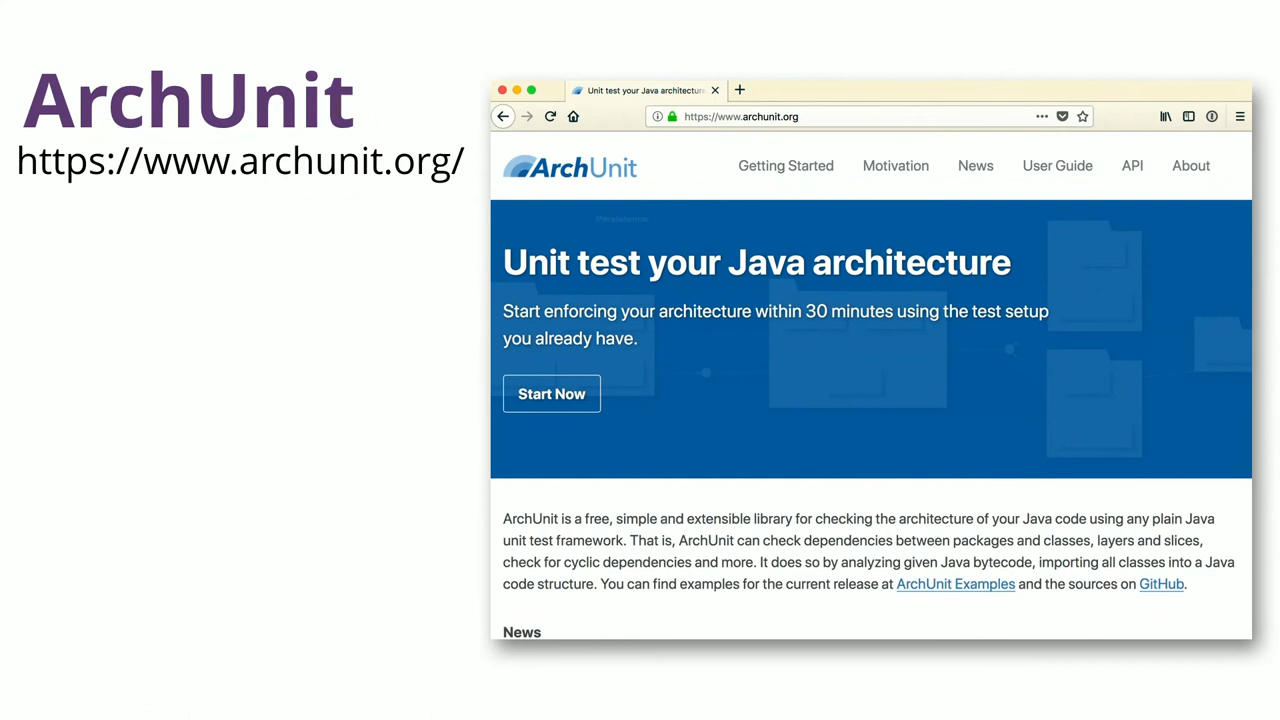 ArchUnit
https://www.archunit.org/
Unit test your Java architecture
https://www.archunit.org
ArchUnit
Getting Started
Motivation
News
User Guide
API
About
Persistence
Unit test your Java architecture
Start enforcing your architecture within 30 minutes using the test setup
you already have.
Start Now
ArchUnit is a free, simple and extensible library for checking the architecture of your Java code using any plain Java
unit test framework. That is, ArchUnit can check dependencies between packages and classes, layers and slices,
check for cyclic dependencies and more. It does so by analyzing given Java bytecode, importing all classes into a Java
code structure. You can find examples for the current release at ArchUnit Examples and the sources on GitHub.
News